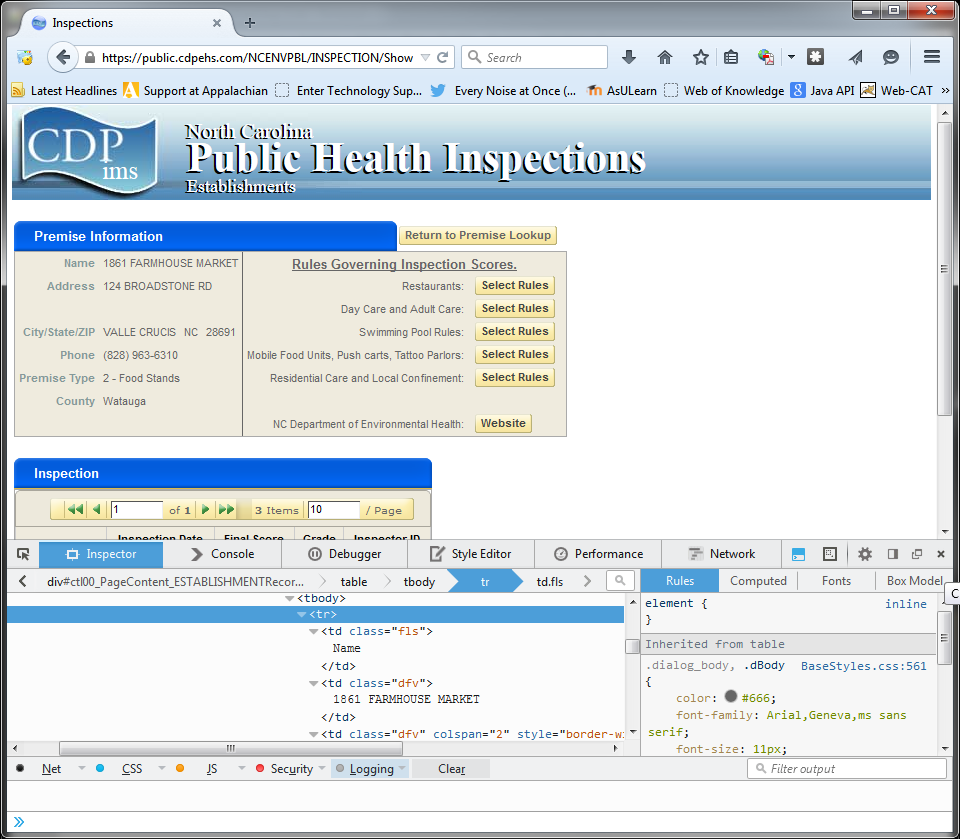 Inspections
https://public.cdpehs.com/NCENVPBL/INSPECTION/Show
Search
Latest Headlines Support at Appalachian Enter Technology Sup... Every Noise at Once (... AsULearn Web of Knowledge Java API Web-CAT »
CDP
ims
North Carolina
Public Health Inspections
Establishments
Premise Information Return to Premise Lookup
Name 1861 FARMHOUSE MARKET Rules Governing Inspection Scores.
Address 124 BROADSTONE RD Restaurants: Select Rules
Day Care and Adult Care: Select Rules
City/State/ZIP VALLE CRUCIS NC 28691 Swimming Pool Rules: Select Rules
Phone (828) 963-6310 Mobile Food Units, Push carts, Tattoo Parlors: Select Rules
Premise Type 2 - Food Stands Residential Care and Local Confinement: Select Rules
County Watauga
NC Department of Environmental Health: Website
Inspection
1 of 1 3 Items 10 / Page
Inspection Date Final Score Grade Inspector ID
Inspector Console Debugger Style Editor Performance Network
div#ctl00_PageContent_ESTABLISHMENTRecor... table tbody tr td.fls
Rules Computed Fonts Box Model
C
<tbody>
<tr>
<td class="fls">
Name
</td>
<td class="dfv">
1861 FARMHOUSE MARKET
</td>
<td class="dfv" colspan="2" style="border-wi
element { inline
}
Inherited from table
.dialog_body, .dBody BaseStyles.css:561
{
color: #666;
font-family: Arial,Geneva,ms sans
serif;
font-size: 11px;
Net CSS JS Security Logging Clear Filter output
»